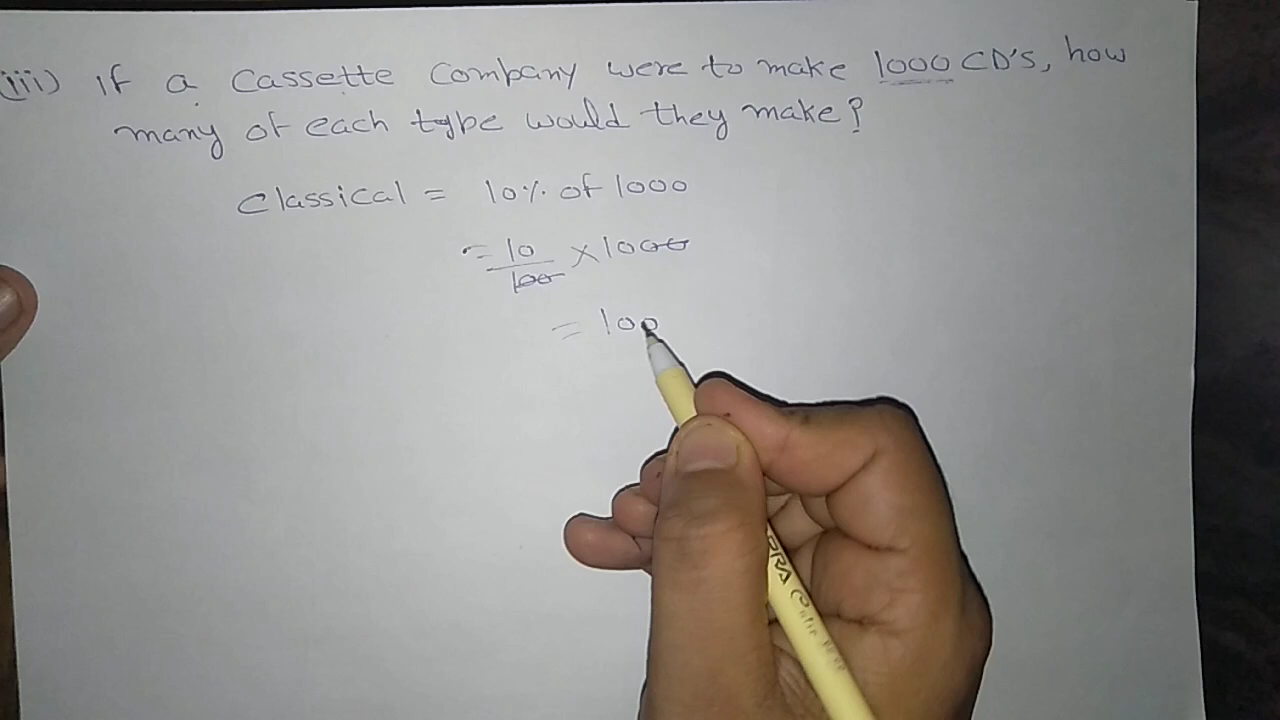 (iii) If a Cassette Company were to make 1000 CD's, how
many of each type would they make?
Classical = 10% of 1000
= 10/100 × 1000
= 100